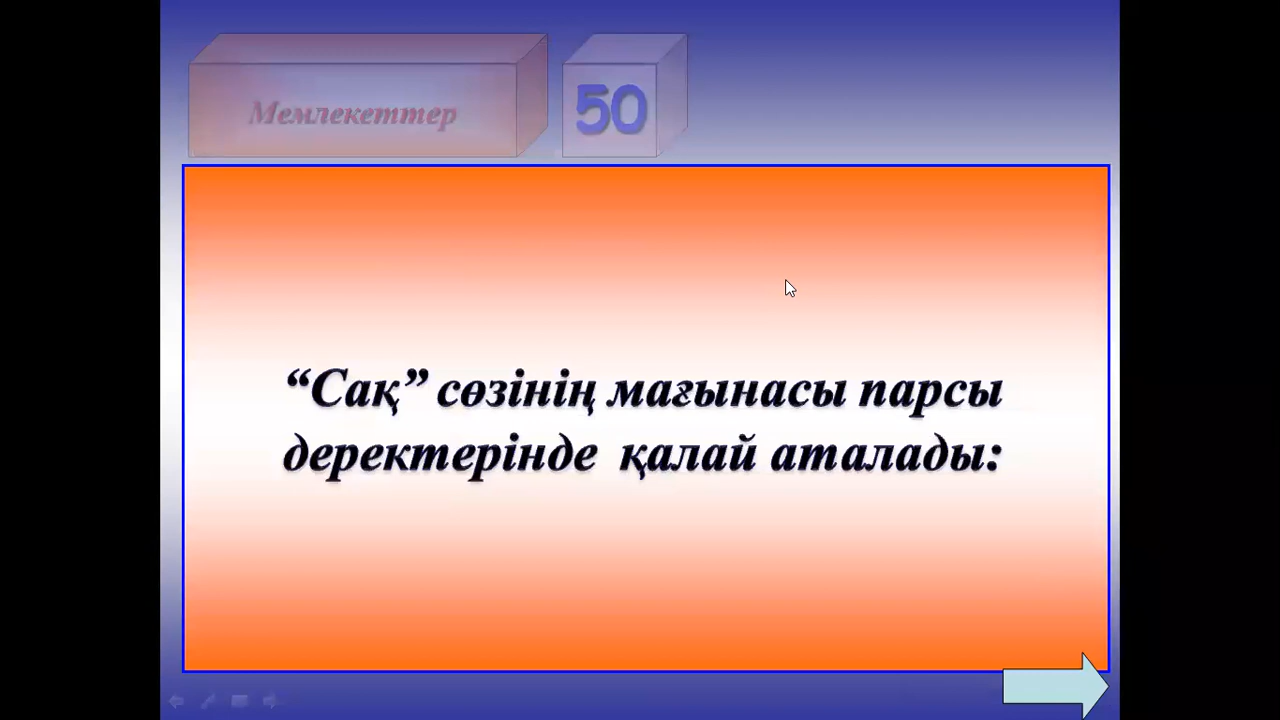 Мемлекеттер
50
“Сақ” сөзінің мағынасы парсы
деректерінде қалай аталады: